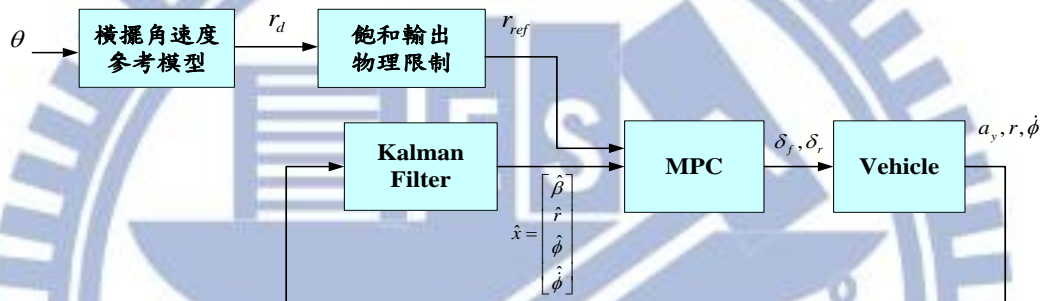 θ
橫擺角速度
參考模型
r_d
飽和輸出
物理限制
r_ref
Kalman
Filter
x̂ = [β̂ r̂ φ̂ φ̇̂]
MPC
δ_f, δ_r
Vehicle
a_y, r, φ̇
ES